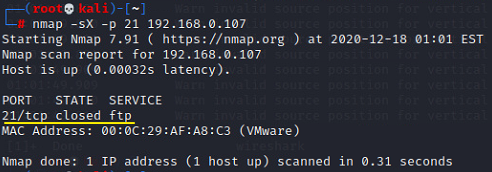 (root💀kali)-[~]
# nmap -sX -p 21 192.168.0.107
Starting Nmap 7.91 ( https://nmap.org ) at 2020-12-18 01:01 EST
Nmap scan report for 192.168.0.107
Host is up (0.00032s latency).
PORT   STATE  SERVICE
21/tcp closed ftp
MAC Address: 00:0C:29:AF:A8:C3 (VMware)
Nmap done: 1 IP address (1 host up) scanned in 0.31 seconds